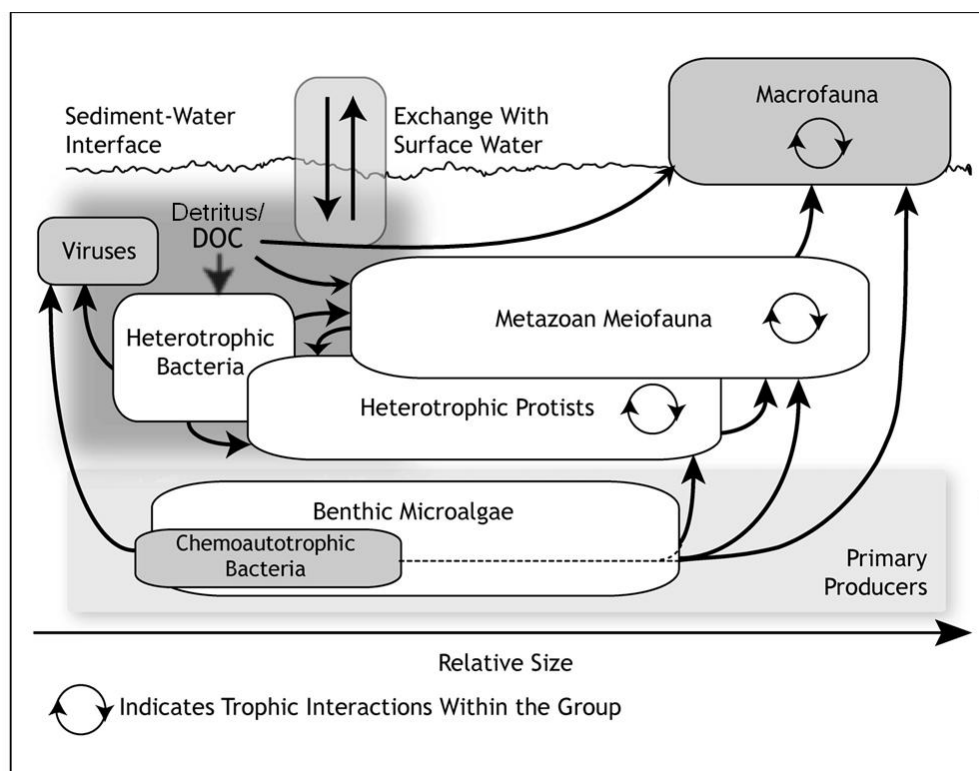 Sediment-Water
Interface
Exchange With
Surface Water
Macrofauna
Detritus/
DOC
Viruses
Heterotrophic
Bacteria
Metazoan Meiofauna
Heterotrophic Protists
Benthic Microalgae
Chemoautotrophic
Bacteria
Primary
Producers
Relative Size
Indicates Trophic Interactions Within the Group